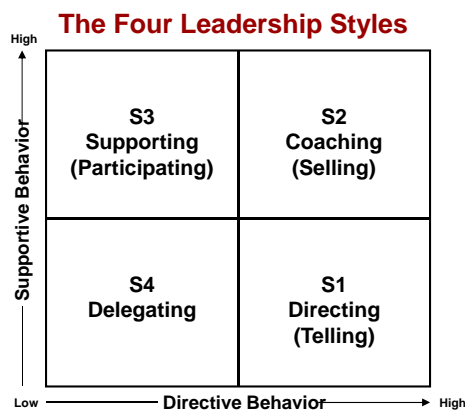 The Four Leadership Styles
High
Supportive Behavior
S3
Supporting
(Participating)
S2
Coaching
(Selling)
S4
Delegating
S1
Directing
(Telling)
Low
Directive Behavior
High